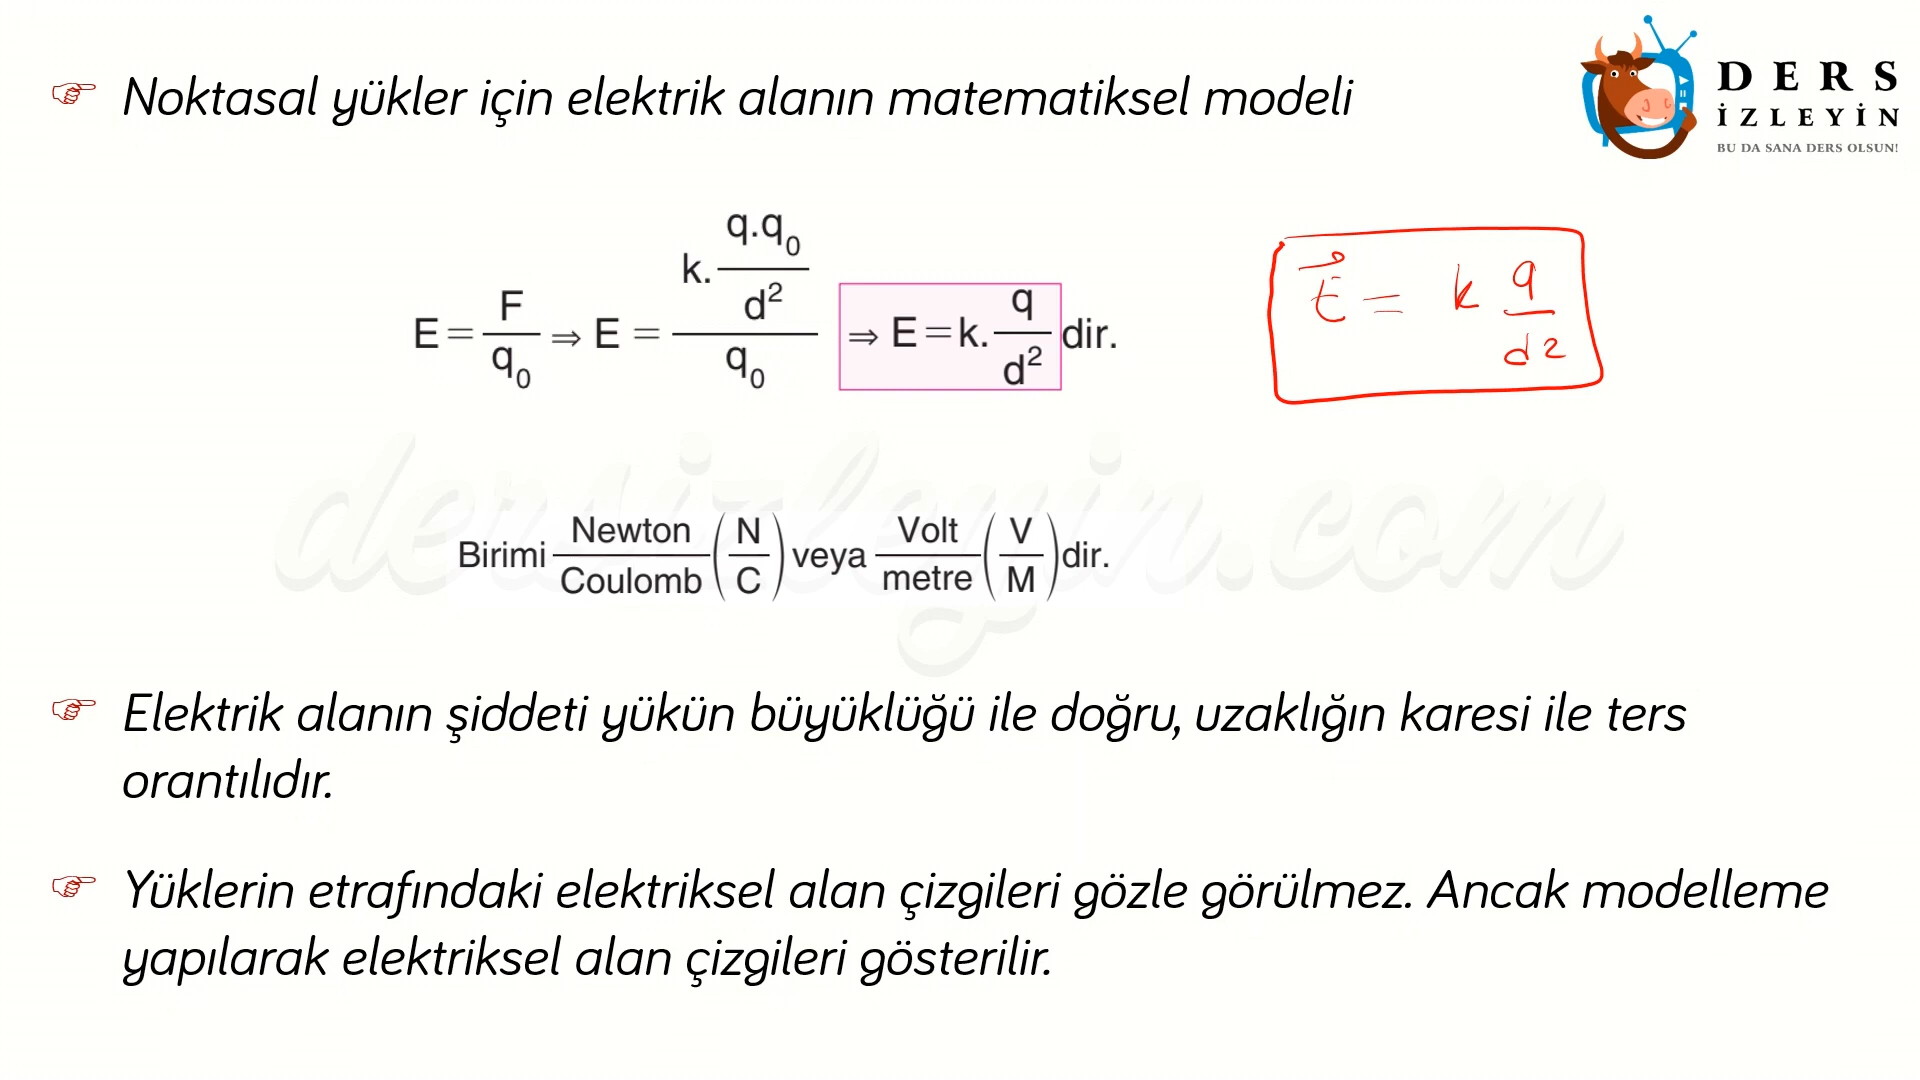 Noktasal yükler için elektrik alanın matematiksel modeli
DERS
İZLEYİN
BU DA SANA DERS OLSUN!
E = F/q₀ ⇒ E = (k. q.q₀/d²)/q₀ ⇒ E = k. q/d² dir.
E⃗ = k q/d²
dersizleyin.com
Birimi Newton/Coulomb (N/C) veya Volt/metre (V/M) dir.
Elektrik alanın şiddeti yükün büyüklüğü ile doğru, uzaklığın karesi ile ters
orantılıdır.
Yüklerin etrafındaki elektriksel alan çizgileri gözle görülmez. Ancak modelleme
yapılarak elektriksel alan çizgileri gösterilir.